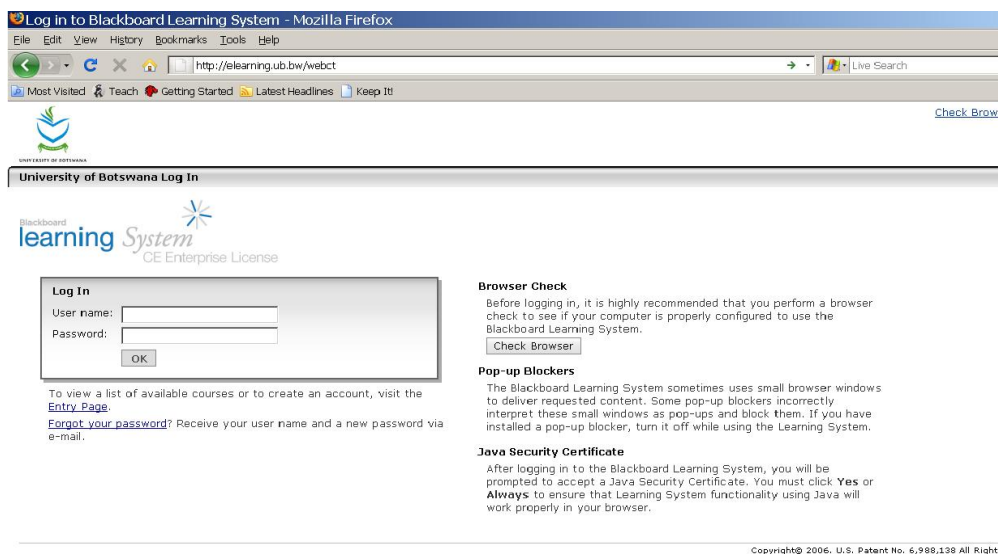 Log in to Blackboard Learning System - Mozilla Firefox
File Edit View History Bookmarks Tools Help
http://elearning.ub.bw/webct
Live Search
Most Visited Teach Getting Started Latest Headlines Keep It!
Check Brow
UNIVERSITY OF BOTSWANA
University of Botswana Log In
Blackboard
learning System
CE Enterprise License
Log In
User name:
Password:
OK
To view a list of available courses or to create an account, visit the
Entry Page.
Forgot your password? Receive your user name and a new password via
e-mail.
Browser Check
Before logging in, it is highly recommended that you perform a browser
check to see if your computer is properly configured to use the
Blackboard Learning System.
Check Browser
Pop-up Blockers
The Blackboard Learning System sometimes uses small browser windows
to deliver requested content. Some pop-up blockers incorrectly
interpret these small windows as pop-ups and block them. If you have
installed a pop-up blocker, turn it off while using the Learning System.
Java Security Certificate
After logging in to the Blackboard Learning System, you will be
prompted to accept a Java Security Certificate. You must click Yes or
Always to ensure that Learning System functionality using Java will
work properly in your browser.
Copyright© 2006. U.S. Patent No. 6,988,138 All Right